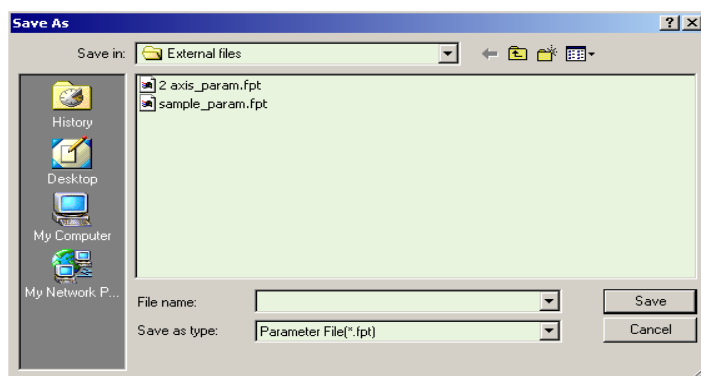 Save As
Save in: External files
2 axis_param.fpt
sample_param.fpt
History
Desktop
My Computer
My Network P...
File name:
Save
Save as type: Parameter File(*.fpt)
Cancel